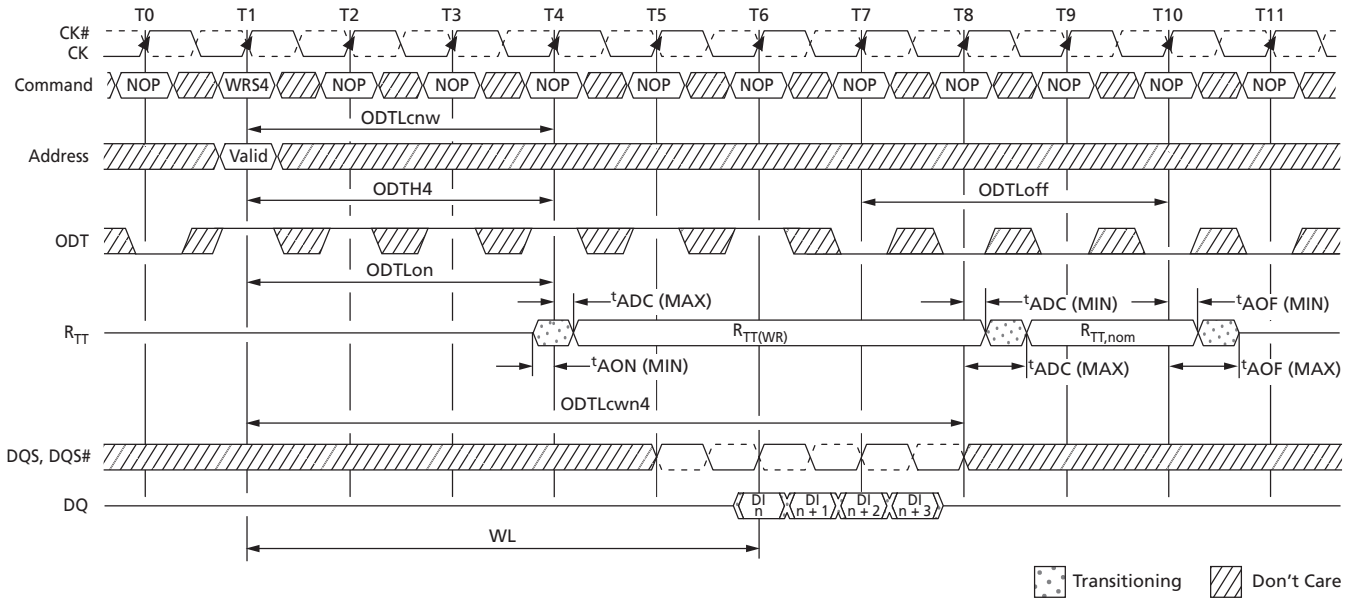 T0 T1 T2 T3 T4 T5 T6 T7 T8 T9 T10 T11
CK#
CK
Command NOP WRS4 NOP NOP NOP NOP NOP NOP NOP NOP NOP NOP
ODTLcnw
Address Valid
ODTH4 ODTLoff
ODT
ODTLon
tADC (MAX) tADC (MIN) tAOF (MIN)
RTT RTT(WR) RTT,nom
tAON (MIN) tADC (MAX) tAOF (MAX)
ODTLcwn4
DQS, DQS#
DQ DI n DI n + 1 DI n + 2 DI n + 3
WL
Transitioning Don't Care